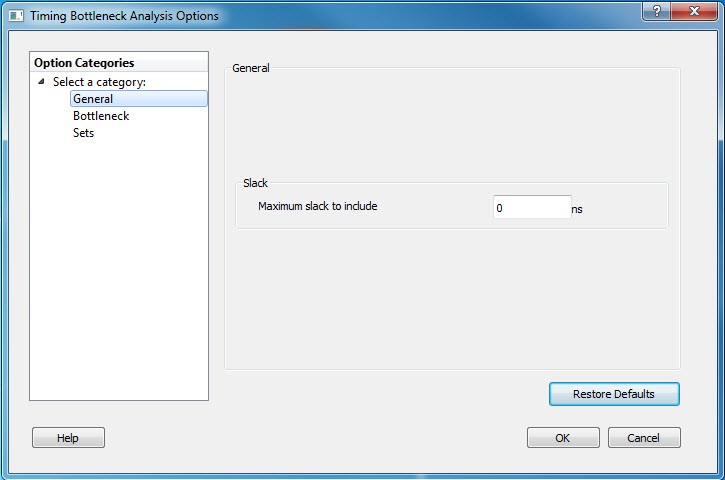 Timing Bottleneck Analysis Options
?
Option Categories
Select a category:
General
Bottleneck
Sets
General
Slack
Maximum slack to include
0
ns
Restore Defaults
Help
OK
Cancel